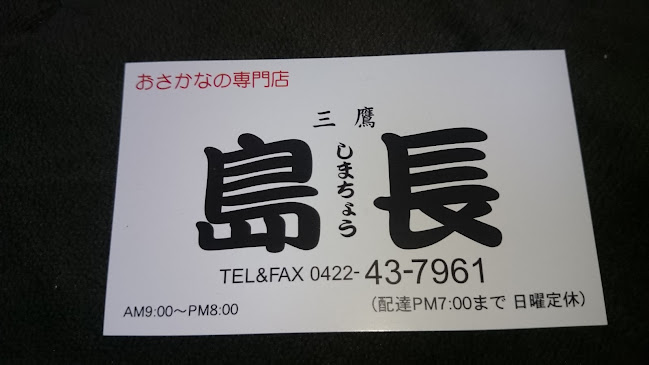 おさかなの専門店
三鷹
島長
しまちょう
TEL&FAX 0422-43-7961
AM9:00〜PM8:00
（配達PM7:00まで 日曜定休）